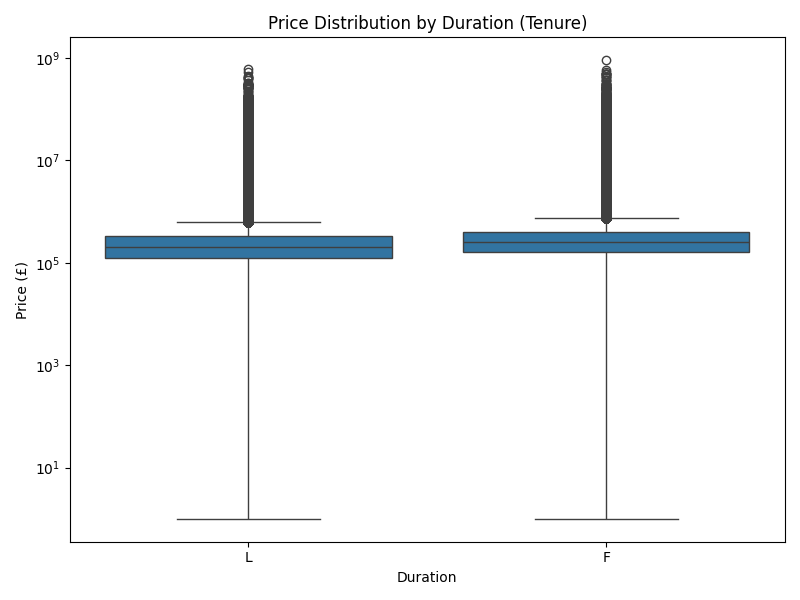 Price Distribution by Duration (Tenure)
10⁹
10⁷
10⁵
10³
10¹
Price (£)
L F
Duration